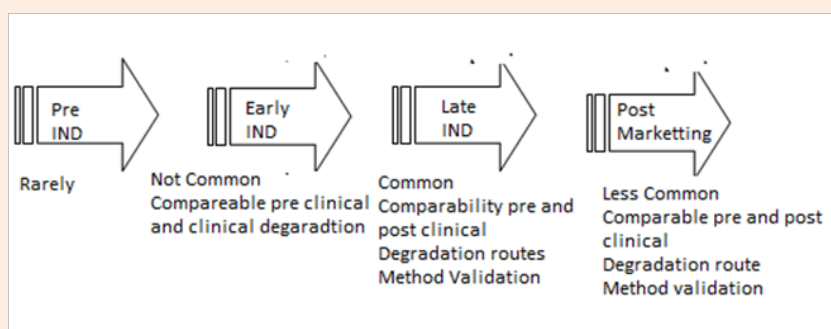 Pre
IND
Rarely
Early
IND
Not Common
Compareable pre clinical
and clinical degaradtion
Late
IND
Common
Comparability pre and
post clinical
Degradation routes
Method Validation
Post
Marketting
Less Common
Comparable pre and post
clinical
Degradation route
Method validation